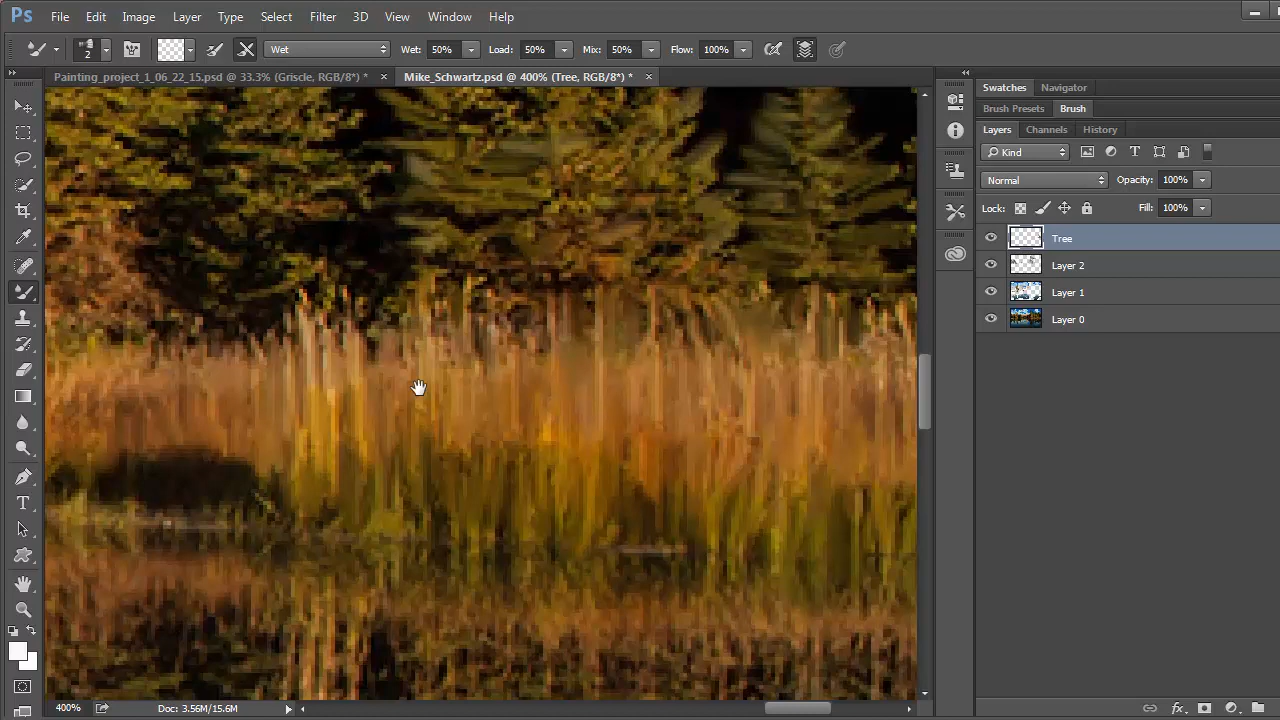 Ps File Edit Image Layer Type Select Filter 3D View Window Help
2 Wet Wet: 50% Load: 50% Mix: 50% Flow: 100%
Painting_project_1_06_22_15.psd @ 33.3% (Griscle, RGB/8*) * × Mike_Schwartz.psd @ 400% (Tree, RGB/8*) * ×
Swatches Navigator
Brush Presets Brush
Layers Channels History
Kind
Normal Opacity: 100%
Lock: Fill: 100%
Tree
Layer 2
Layer 1
Layer 0
400% Doc: 3.56M/15.6M
fx